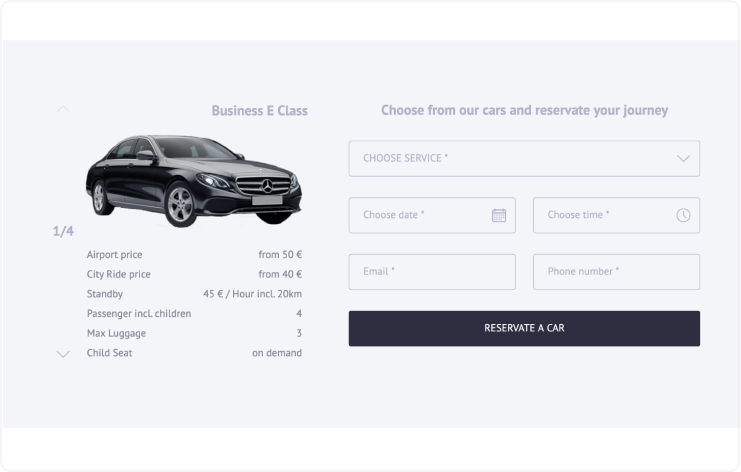 Business E Class
1/4
Airport price from 50 €
City Ride price from 40 €
Standby 45 € / Hour incl. 20km
Passenger incl. children 4
Max Luggage 3
Child Seat on demand
Choose from our cars and reservate your journey
CHOOSE SERVICE *
Choose date * Choose time *
Email * Phone number *
RESERVATE A CAR